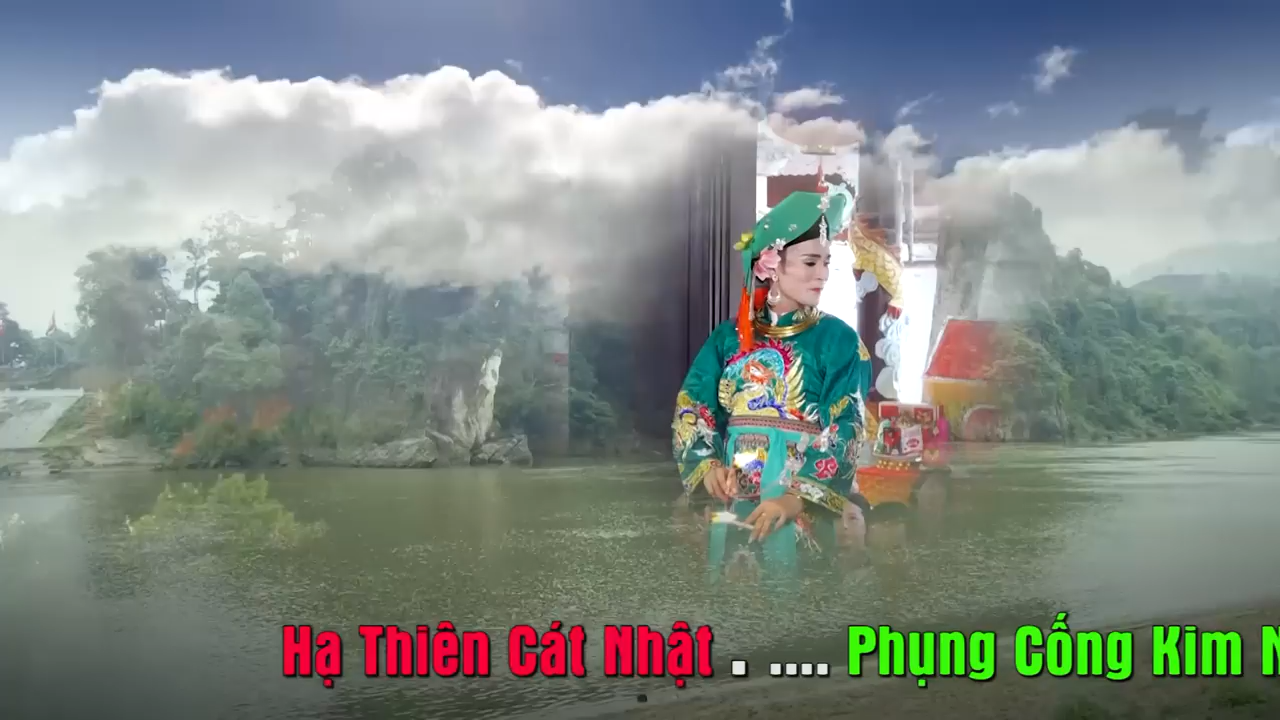 Hạ Thiên Cát Nhật . .... Phụng Cống Kim